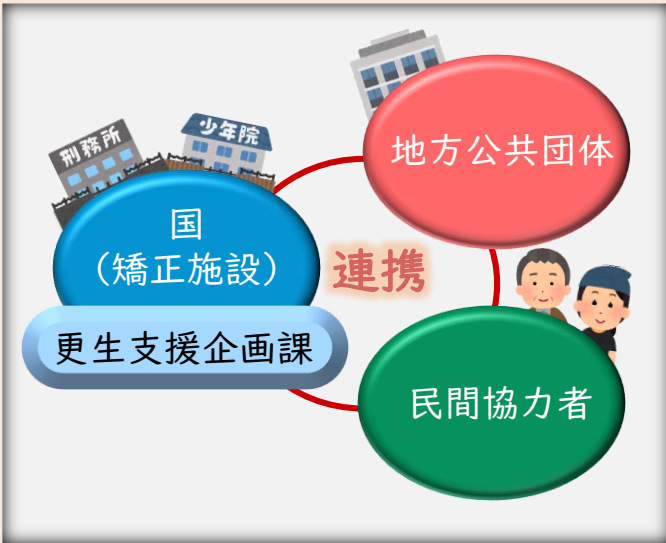 刑務所
少年院
地方公共団体
国
（矯正施設）
連携
更生支援企画課
民間協力者